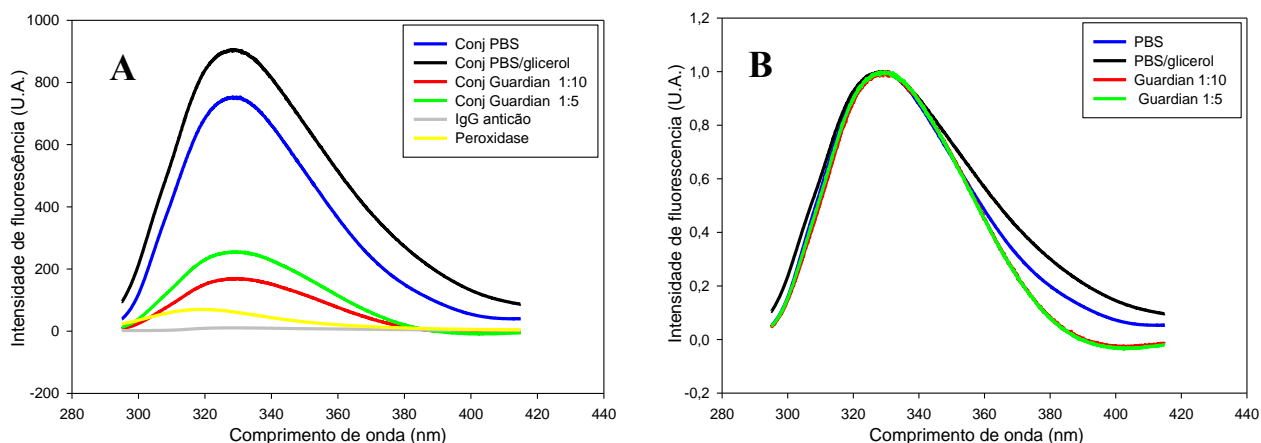 A
Conj PBS
Conj PBS/glicerol
Conj Guardian 1:10
Conj Guardian 1:5
IgG anticão
Peroxidase
Intensidade de fluorescência (U.A.)
1000
800
600
400
200
0
-200
280 300 320 340 360 380 400 420 440
Comprimento de onda (nm)
B
PBS
PBS/glicerol
Guardian 1:10
Guardian 1:5
Intensidade de fluorescencia (U.A.)
1,2
1,0
0,8
0,6
0,4
0,2
0,0
-0,2
280 300 320 340 360 380 400 420 440
Comprimento de onda (nm)